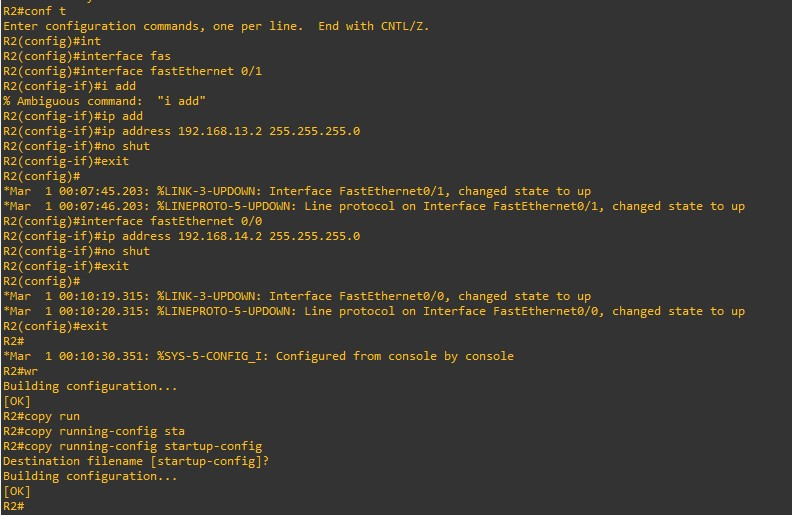 R2#conf t
Enter configuration commands, one per line.  End with CNTL/Z.
R2(config)#int
R2(config)#interface fas
R2(config)#interface fastEthernet 0/1
R2(config-if)#i add
% Ambiguous command:  "i add"
R2(config-if)#ip add
R2(config-if)#ip address 192.168.13.2 255.255.255.0
R2(config-if)#no shut
R2(config-if)#exit
R2(config)#
*Mar  1 00:07:45.203: %LINK-3-UPDOWN: Interface FastEthernet0/1, changed state to up
*Mar  1 00:07:46.203: %LINEPROTO-5-UPDOWN: Line protocol on Interface FastEthernet0/1, changed state to up
R2(config)#interface fastEthernet 0/0
R2(config-if)#ip address 192.168.14.2 255.255.255.0
R2(config-if)#no shut
R2(config-if)#exit
R2(config)#
*Mar  1 00:10:19.315: %LINK-3-UPDOWN: Interface FastEthernet0/0, changed state to up
*Mar  1 00:10:20.315: %LINEPROTO-5-UPDOWN: Line protocol on Interface FastEthernet0/0, changed state to up
R2(config)#exit
R2#
*Mar  1 00:10:30.351: %SYS-5-CONFIG_I: Configured from console by console
R2#wr
Building configuration...
[OK]
R2#copy run
R2#copy running-config sta
R2#copy running-config startup-config
Destination filename [startup-config]?
Building configuration...
[OK]
R2#